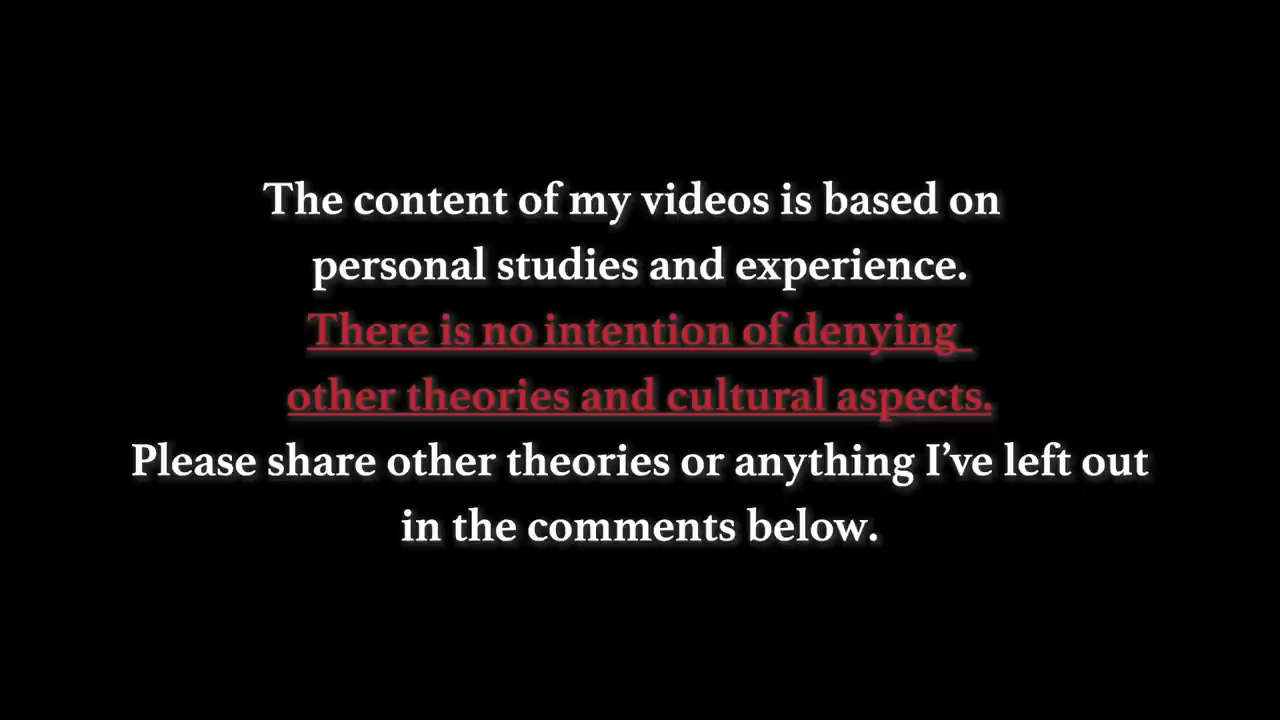 The content of my videos is based on
personal studies and experience.
There is no intention of denying
other theories and cultural aspects.
Please share other theories or anything I’ve left out
in the comments below.